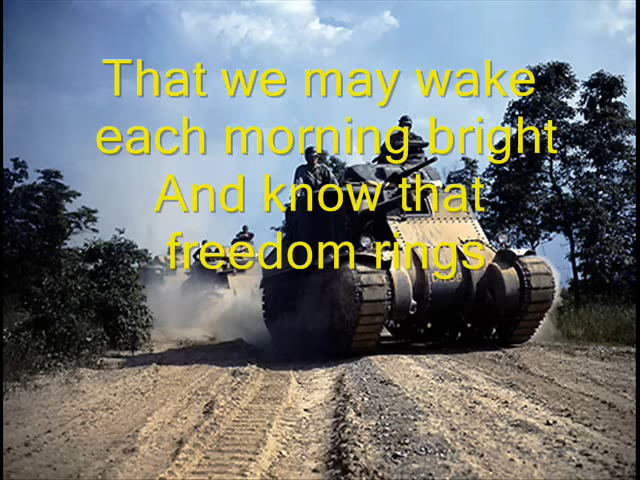 That we may wake
each morning bright
And know that
freedom rings